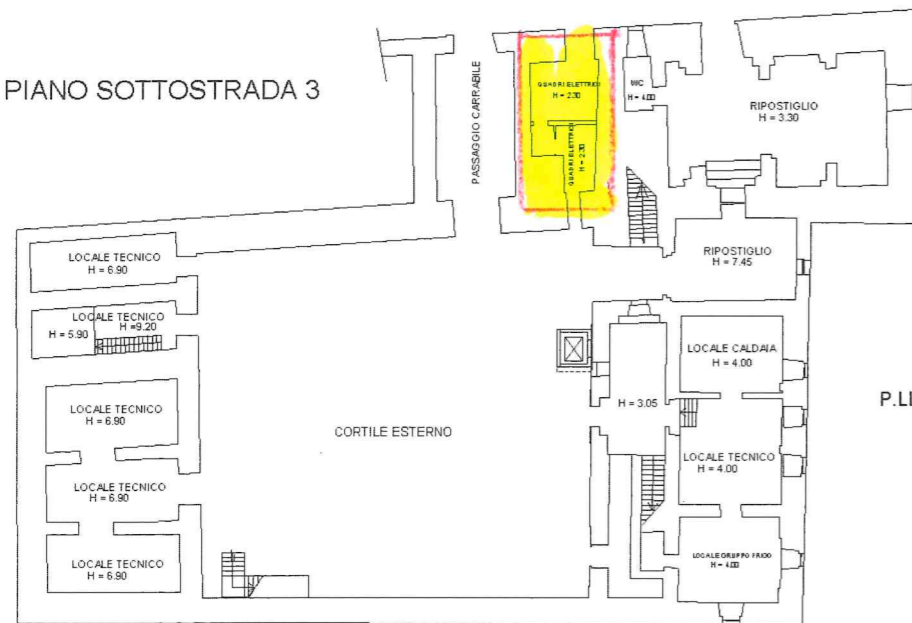 PIANO SOTTOSTRADA 3
PASSAGGIO CARRABILE
QUADRI ELETTRICI
H = 2.30
QUADRI ELETTRICI
H = 2.30
WC
H = 4.00
RIPOSTIGLIO
H = 3.30
LOCALE TECNICO
H = 6.90
RIPOSTIGLIO
H = 7.45
LOCALE TECNICO
H =9.20
H = 5.90
LOCALE CALDAIA
H = 4.00
LOCALE TECNICO
H = 6.90
H = 3.05
P.LE
CORTILE ESTERNO
LOCALE TECNICO
H = 4.00
LOCALE TECNICO
H = 6.90
LOCALE GRUPPO FRIGO
H = 4.00
LOCALE TECNICO
H = 6.90